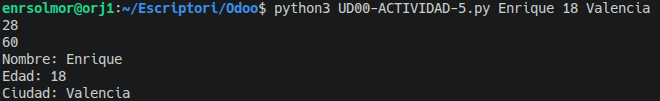 enrsolmor@orj1:~/Escriptori/Odoo$ python3 UD00-ACTIVIDAD-5.py Enrique 18 Valencia
28
60
Nombre: Enrique
Edad: 18
Ciudad: Valencia